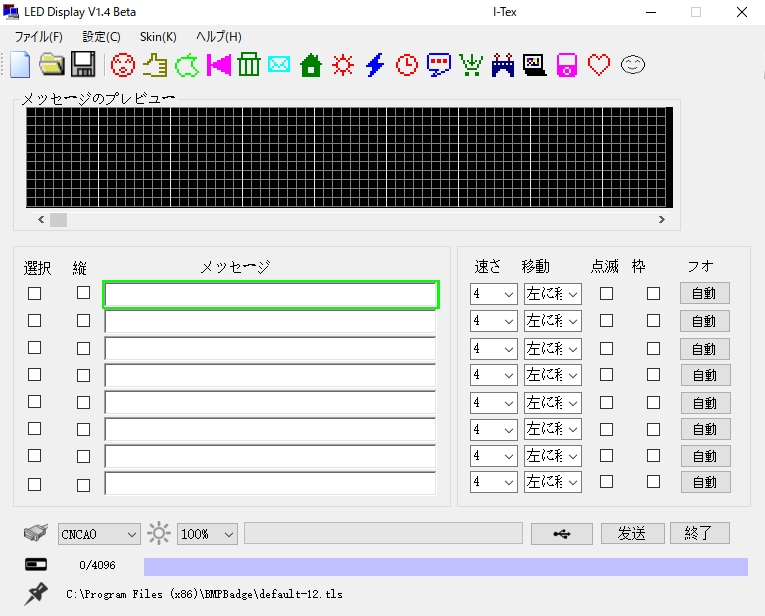 LED Display V1.4 Beta I-Tex
ファイル(F) 設定(C) Skin(K) ヘルプ(H)
メッセージのプレビュー
選択 縦 メッセージ 速さ 移動 点滅 枠 フオ
4 左に移 自動
4 左に移 自動
4 左に移 自動
4 左に移 自動
4 左に移 自動
4 左に移 自動
4 左に移 自動
4 左に移 自動
CNCA0 100% 发送 終了
0/4096
C:\Program Files (x86)\BMPBadge\default-12.tls